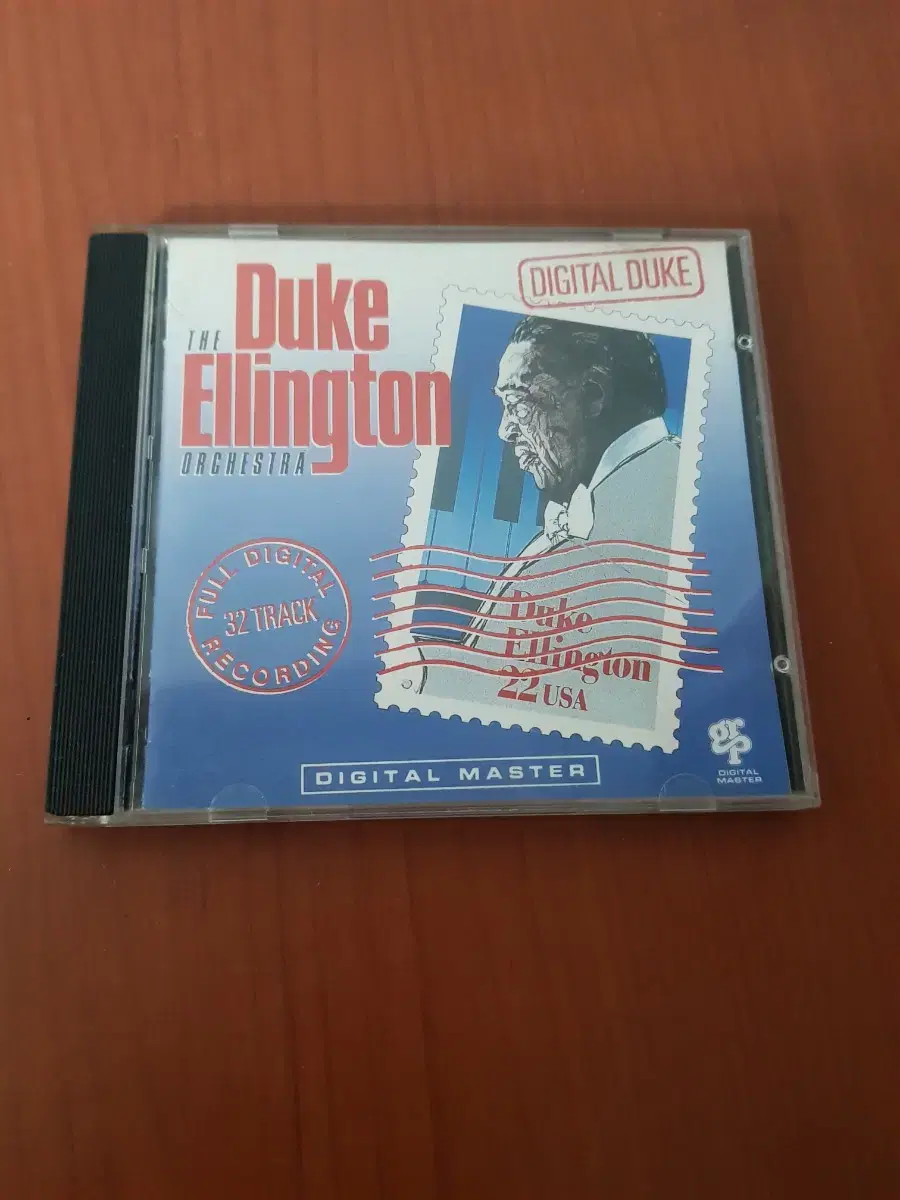 DIGITAL DUKE
THE
Duke
Ellington
ORCHESTRA
FULL DIGITAL
32 TRACK
RECORDING
Duke
Ellington
22 USA
DIGITAL MASTER
grp
DIGITAL
MASTER